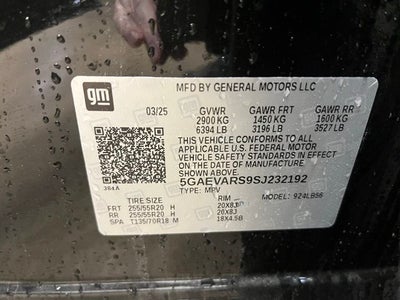 gm
MFD BY GENERAL MOTORS LLC
03/25 GVWR GAWR FRT GAWR RR
2900 KG 1450 KG 1600 KG
6394 LB 3196 LB 3527 LB
THIS VEHICLE CONFORMS TO ALL
APPLICABLE U.S. FEDERAL MOTOR
VEHICLE SAFETY STANDARDS IN
EFFECT ON THE DATE OF
MANUFACTURE SHOWN ABOVE.
5GAEVARS9SJ232192
TYPE: MPV MODEL: 4LB56
TIRE SIZE RIM
FRT 255/55R20 H 20X8J
RR 255/55R20 H 20X8J
SPA T135/70R18 M 18X4.5B